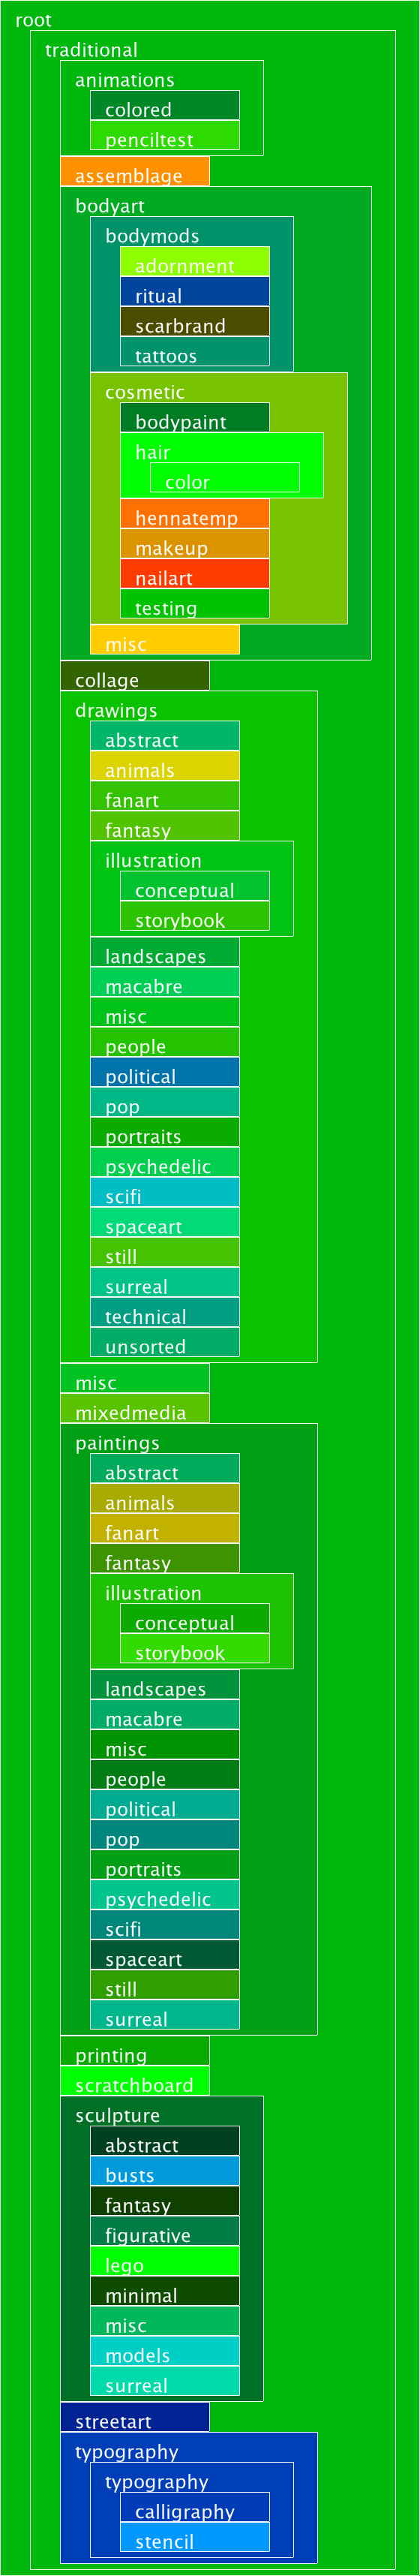 root
traditional
animations
colored
penciltest
assemblage
bodyart
bodymods
adornment
ritual
scarbrand
tattoos
cosmetic
bodypaint
hair
color
hennatemp
makeup
nailart
testing
misc
collage
drawings
abstract
animals
fanart
fantasy
illustration
conceptual
storybook
landscapes
macabre
misc
people
political
pop
portraits
psychedelic
scifi
spaceart
still
surreal
technical
unsorted
misc
mixedmedia
paintings
abstract
animals
fanart
fantasy
illustration
conceptual
storybook
landscapes
macabre
misc
people
political
pop
portraits
psychedelic
scifi
spaceart
still
surreal
printing
scratchboard
sculpture
abstract
busts
fantasy
figurative
lego
minimal
misc
models
surreal
streetart
typography
typography
calligraphy
stencil